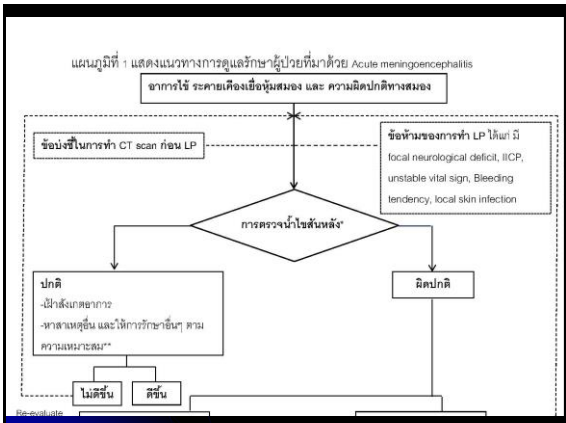 แผนภูมิที่ 1 แสดงแนวทางการดูแลรักษาผู้ป่วยที่มาด้วย Acute meningoencephalitis
อาการไข้ ระคายเคืองเยื่อหุ้มสมอง และ ความผิดปกติทางสมอง
ข้อบ่งชี้ในการทำ CT scan ก่อน LP
ข้อห้ามของการทำ LP ได้แก่ มี
focal neurological deficit, IICP,
unstable vital sign, Bleeding
tendency, local skin infection
การตรวจน้ำไขสันหลัง*
ปกติ
-เฝ้าสังเกตอาการ
-หาสาเหตุอื่น และให้การรักษาอื่นๆ ตาม
ความเหมาะสม**
ผิดปกติ
ไม่ดีขึ้น
ดีขึ้น
Re-evaluate